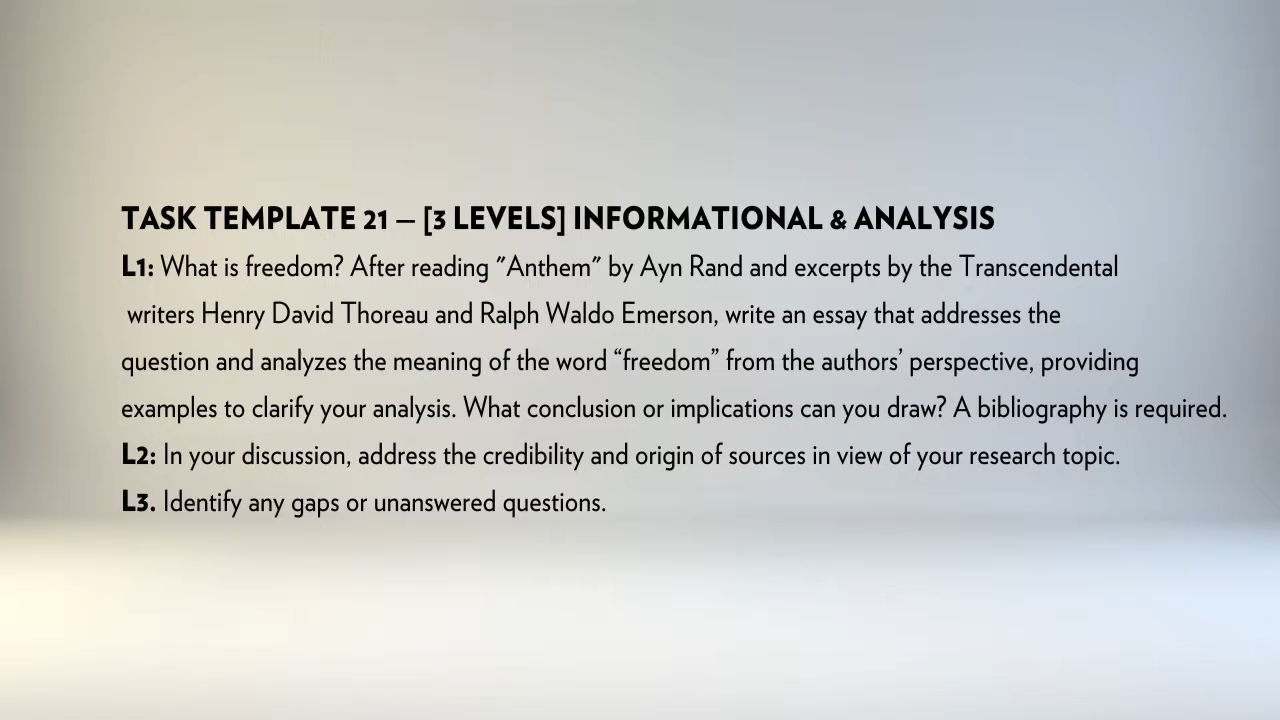 TASK TEMPLATE 21 — [3 LEVELS] INFORMATIONAL & ANALYSIS
L1: What is freedom? After reading "Anthem" by Ayn Rand and excerpts by the Transcendental
writers Henry David Thoreau and Ralph Waldo Emerson, write an essay that addresses the
question and analyzes the meaning of the word “freedom” from the authors’ perspective, providing
examples to clarify your analysis. What conclusion or implications can you draw? A bibliography is required.
L2: In your discussion, address the credibility and origin of sources in view of your research topic.
L3. Identify any gaps or unanswered questions.